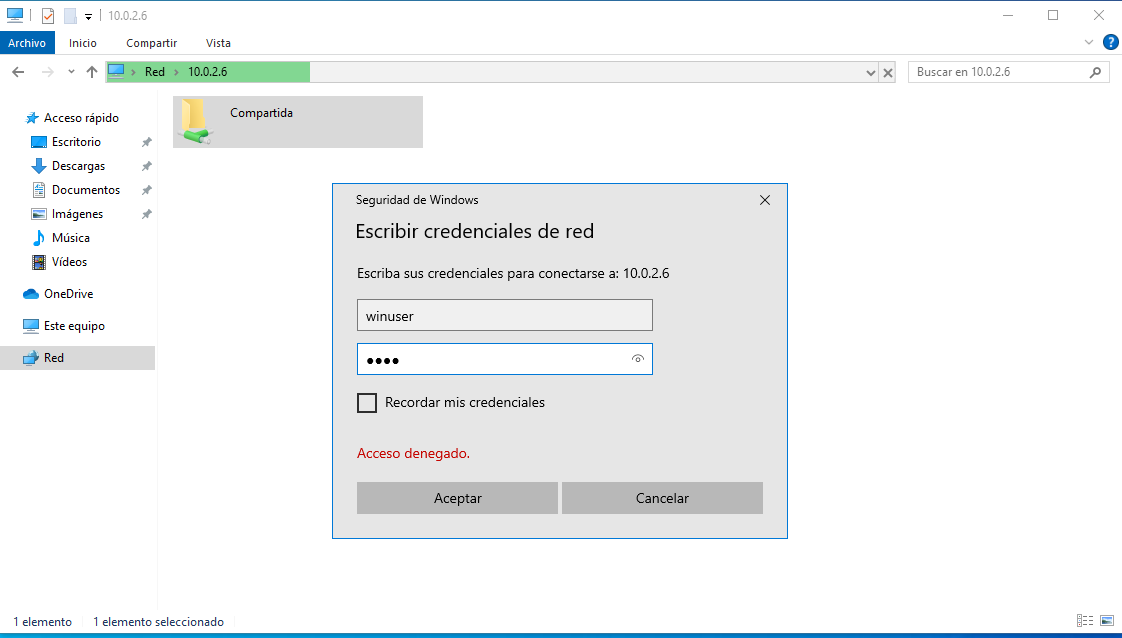 10.0.2.6
Archivo Inicio Compartir Vista
?
Red 10.0.2.6
Buscar en 10.0.2.6
Acceso rápido
Escritorio
Descargas
Documentos
Imágenes
Música
Vídeos
OneDrive
Este equipo
Red
Compartida
Seguridad de Windows
Escribir credenciales de red
Escriba sus credenciales para conectarse a: 10.0.2.6
winuser
●●●●
Recordar mis credenciales
Acceso denegado.
Aceptar Cancelar
1 elemento 1 elemento seleccionado